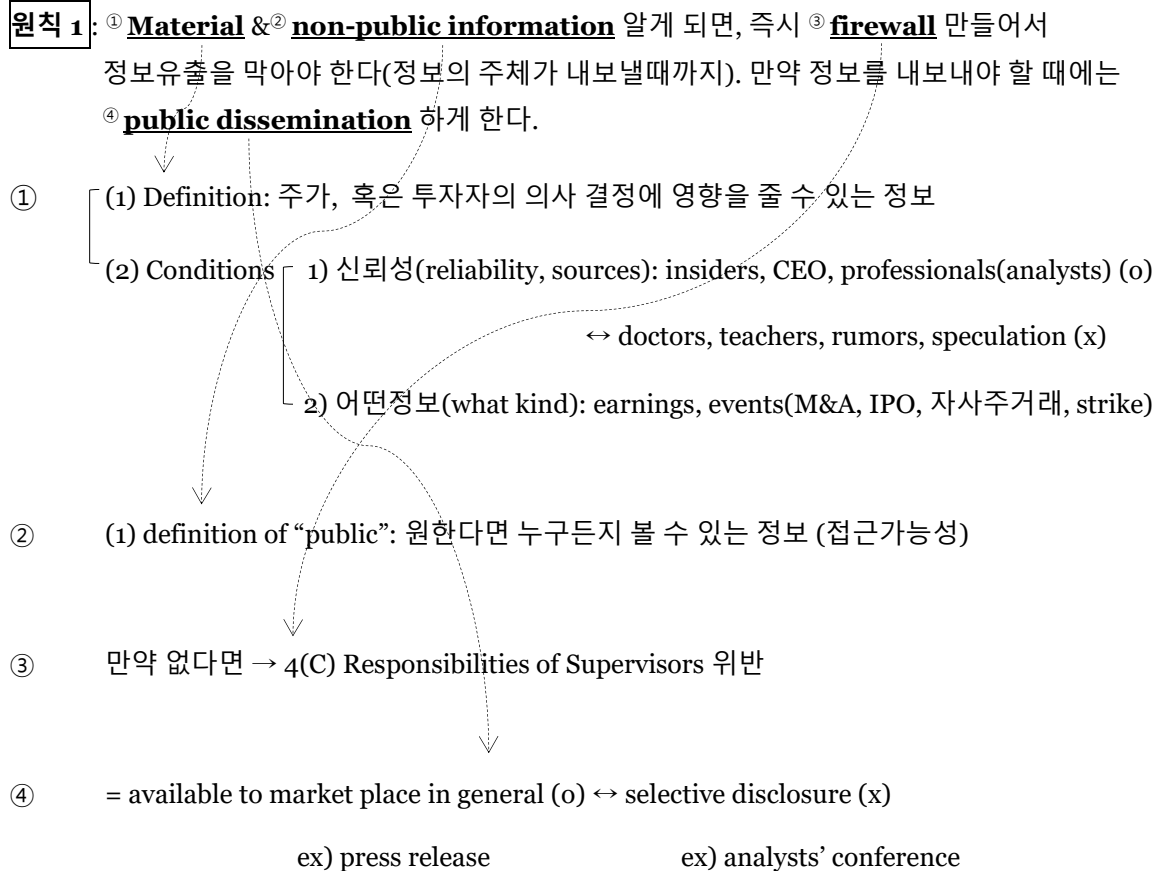 원칙 1: ① Material &② non-public information 알게 되면, 즉시 ③ firewall 만들어서
정보유출을 막아야 한다(정보의 주체가 내보낼때까지). 만약 정보를 내보내야 할 때에는
④ public dissemination 하게 한다.
① (1) Definition: 주가, 혹은 투자자의 의사 결정에 영향을 줄 수 있는 정보
(2) Conditions 1) 신뢰성(reliability, sources): insiders, CEO, professionals(analysts) (o)
↔ doctors, teachers, rumors, speculation (x)
2) 어떤정보(what kind): earnings, events(M&A, IPO, 자사주거래, strike)
② (1) definition of “public”: 원한다면 누구든지 볼 수 있는 정보 (접근가능성)
③ 만약 없다면 → 4(C) Responsibilities of Supervisors 위반
④ = available to market place in general (o) ↔ selective disclosure (x)
ex) press release ex) analysts’ conference